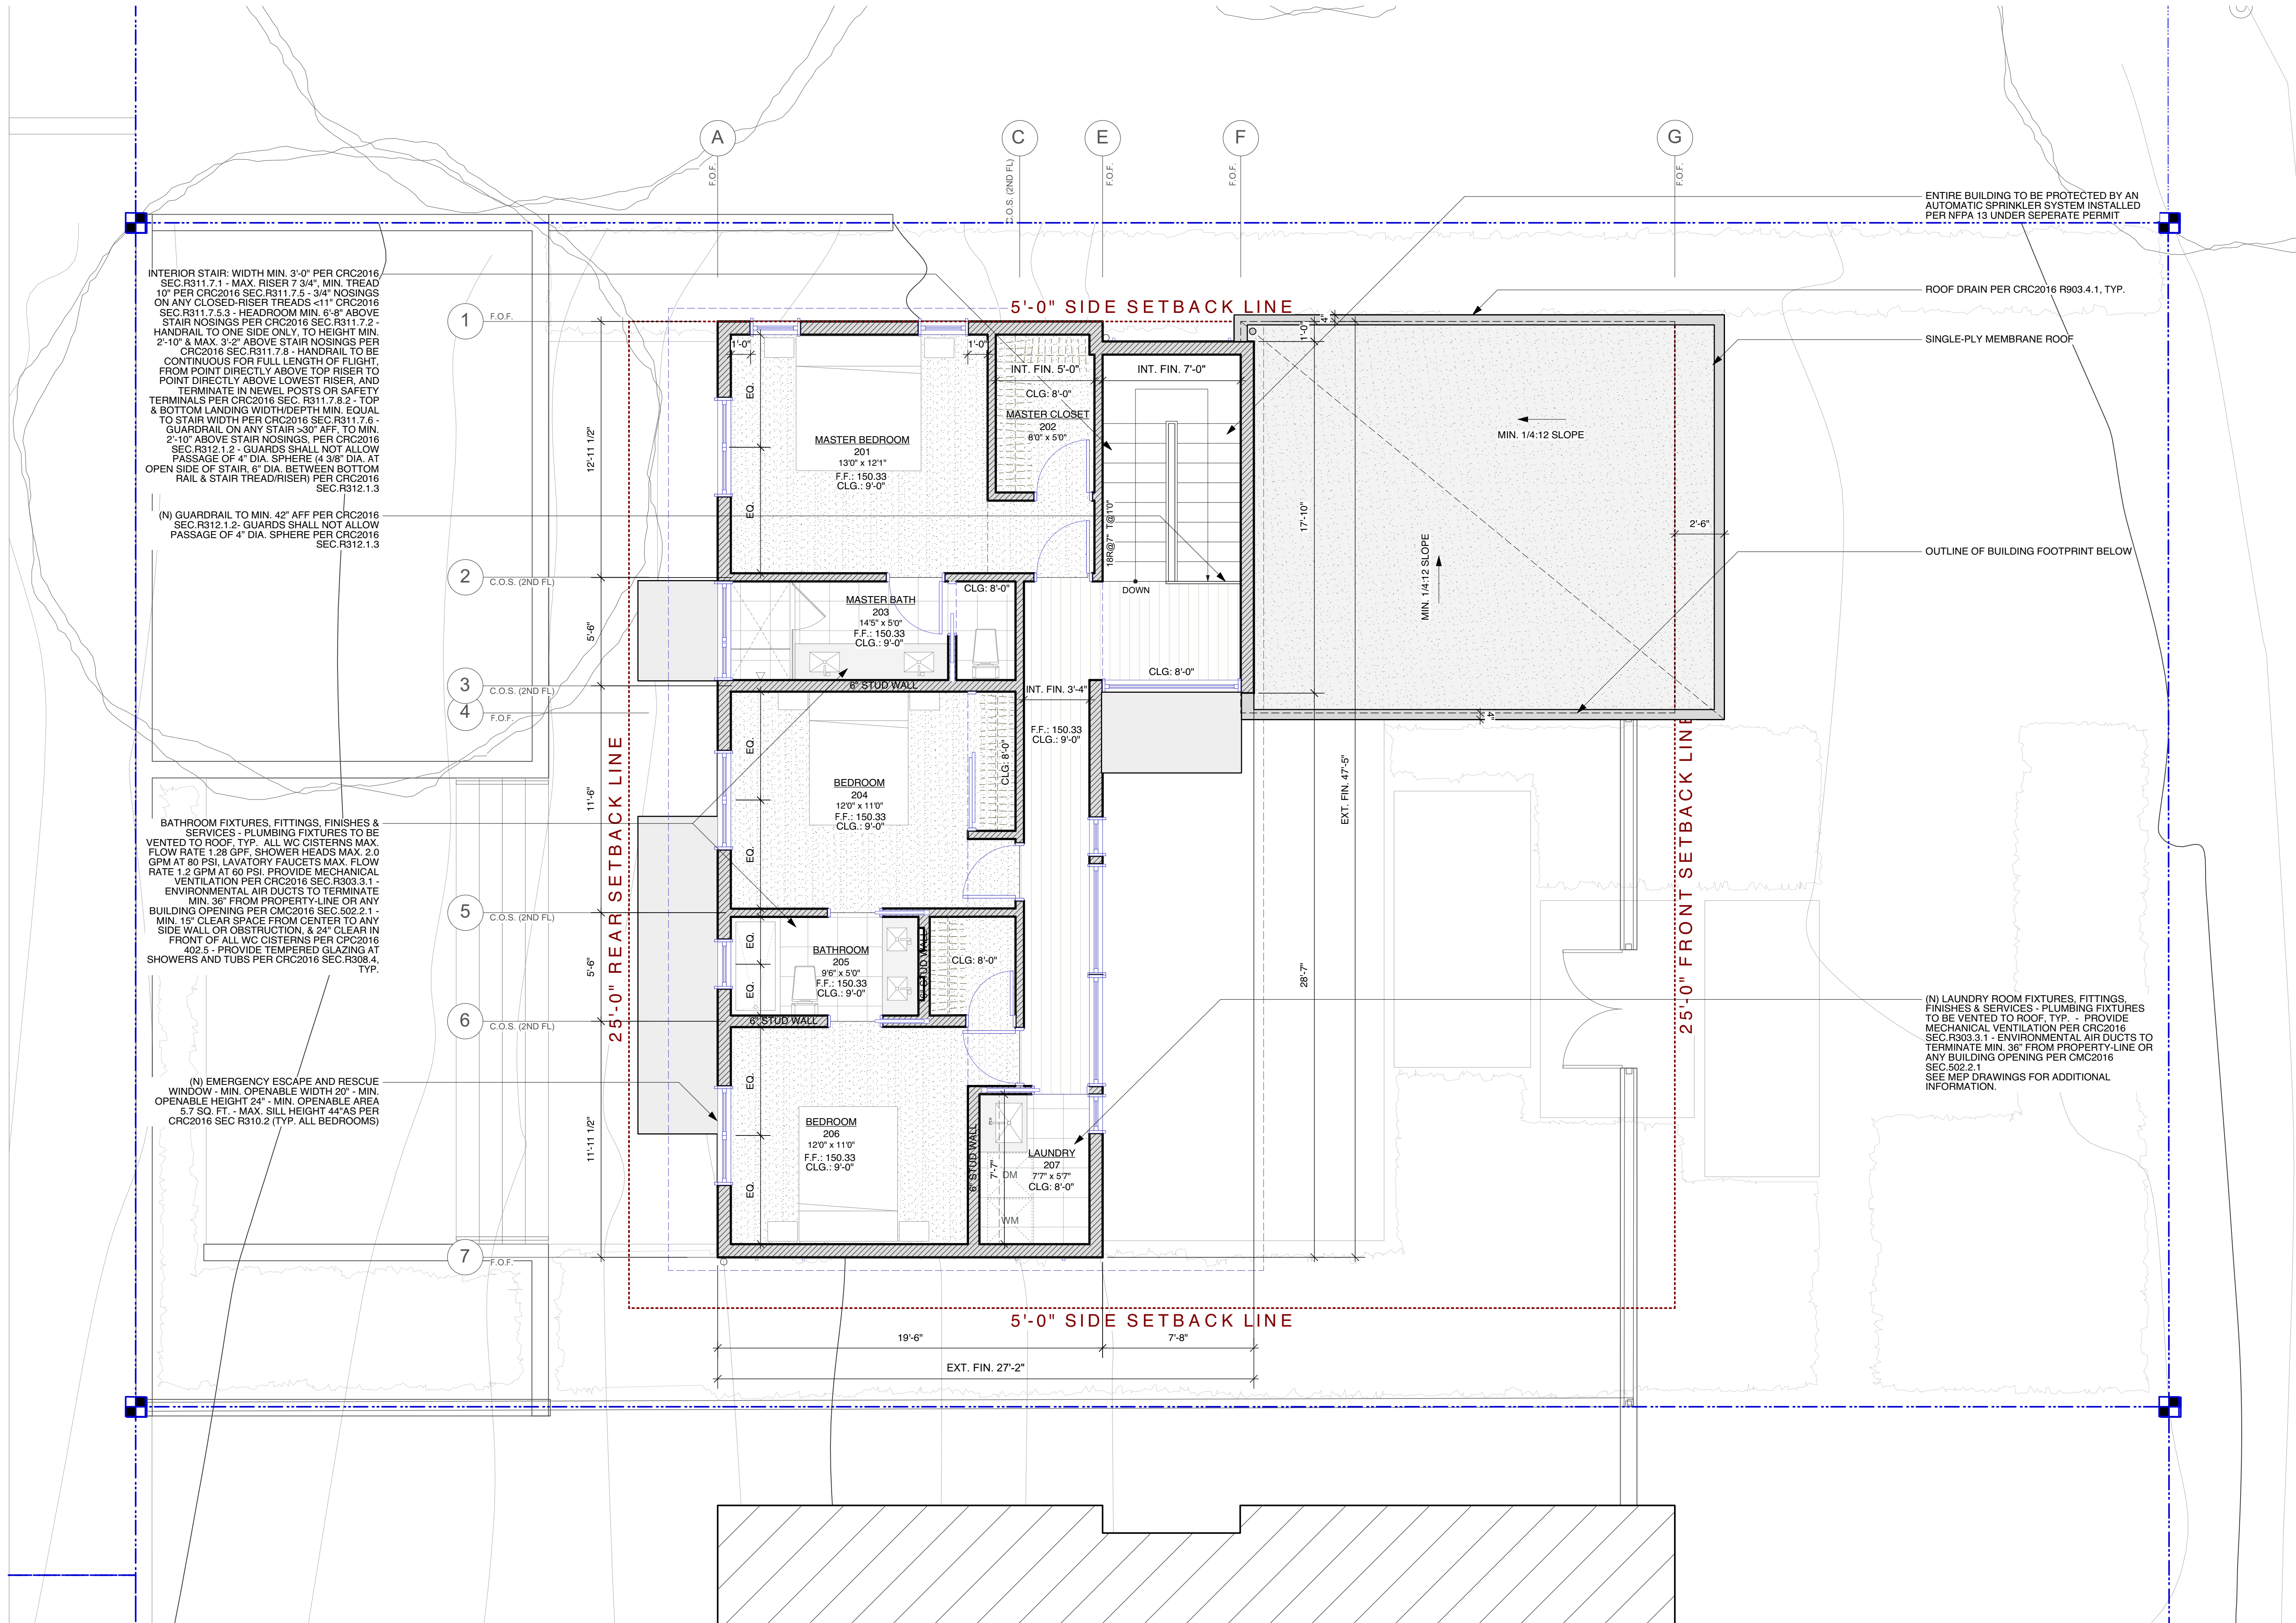 A
C
E
F
G
F.O.F.
C.O.S. (2ND FL)
F.O.F.
F.O.F.
F.O.F.
ENTIRE BUILDING TO BE PROTECTED BY AN
AUTOMATIC SPRINKLER SYSTEM INSTALLED
PER NFPA 13 UNDER SEPERATE PERMIT
ROOF DRAIN PER CRC2016 R903.4.1, TYP.
SINGLE-PLY MEMBRANE ROOF
OUTLINE OF BUILDING FOOTPRINT BELOW
(N) LAUNDRY ROOM FIXTURES, FITTINGS,
FINISHES & SERVICES - PLUMBING FIXTURES
TO BE VENTED TO ROOF, TYP. - PROVIDE
MECHANICAL VENTILATION PER CRC2016
SEC.R303.3.1 - ENVIRONMENTAL AIR DUCTS TO
TERMINATE MIN. 36" FROM PROPERTY-LINE OR
ANY BUILDING OPENING PER CMC2016
SEC.502.2.1
SEE MEP DRAWINGS FOR ADDITIONAL
INFORMATION.
INTERIOR STAIR: WIDTH MIN. 3'-0" PER CRC2016
SEC.R311.7.1 - MAX. RISER 7 3/4", MIN. TREAD
10" PER CRC2016 SEC.R311.7.5 - 3/4" NOSINGS
ON ANY CLOSED-RISER TREADS <11" CRC2016
SEC.R311.7.5.3 - HEADROOM MIN. 6'-8" ABOVE
STAIR NOSINGS PER CRC2016 SEC.R311.7.2 -
HANDRAIL TO ONE SIDE ONLY, TO HEIGHT MIN.
2'-10" & MAX. 3'-2" ABOVE STAIR NOSINGS PER
CRC2016 SEC.R311.7.8 - HANDRAIL TO BE
CONTINUOUS FOR FULL LENGTH OF FLIGHT,
FROM POINT DIRECTLY ABOVE TOP RISER TO
POINT DIRECTLY ABOVE LOWEST RISER, AND
TERMINATE IN NEWEL POSTS OR SAFETY
TERMINALS PER CRC2016 SEC. R311.7.8.2 - TOP
& BOTTOM LANDING WIDTH/DEPTH MIN. EQUAL
TO STAIR WIDTH PER CRC2016 SEC.R311.7.6 -
GUARDRAIL ON ANY STAIR >30" AFF, TO MIN.
2'-10" ABOVE STAIR NOSINGS, PER CRC2016
SEC.R312.1.2 - GUARDS SHALL NOT ALLOW
PASSAGE OF 4" DIA. SPHERE (4 3/8" DIA. AT
OPEN SIDE OF STAIR, 6" DIA. BETWEEN BOTTOM
RAIL & STAIR TREAD/RISER) PER CRC2016
SEC.R312.1.3
(N) GUARDRAIL TO MIN. 42" AFF PER CRC2016
SEC.R312.1.2- GUARDS SHALL NOT ALLOW
PASSAGE OF 4" DIA. SPHERE PER CRC2016
SEC.R312.1.3
BATHROOM FIXTURES, FITTINGS, FINISHES &
SERVICES - PLUMBING FIXTURES TO BE
VENTED TO ROOF, TYP. ALL WC CISTERNS MAX.
FLOW RATE 1.28 GPF, SHOWER HEADS MAX. 2.0
GPM AT 80 PSI, LAVATORY FAUCETS MAX. FLOW
RATE 1.2 GPM AT 60 PSI. PROVIDE MECHANICAL
VENTILATION PER CRC2016 SEC.R303.3.1 -
ENVIRONMENTAL AIR DUCTS TO TERMINATE
MIN. 36" FROM PROPERTY-LINE OR ANY
BUILDING OPENING PER CMC2016 SEC.502.2.1 -
MIN. 15" CLEAR SPACE FROM CENTER TO ANY
SIDE WALL OR OBSTRUCTION, & 24" CLEAR IN
FRONT OF ALL WC CISTERNS PER CPC2016
402.5 - PROVIDE TEMPERED GLAZING AT
SHOWERS AND TUBS PER CRC2016 SEC.R308.4,
TYP.
(N) EMERGENCY ESCAPE AND RESCUE
WINDOW - MIN. OPENABLE WIDTH 20" - MIN.
OPENABLE HEIGHT 24" - MIN. OPENABLE AREA
5.7 SQ. FT. - MAX. SILL HEIGHT 44"AS PER
CRC2016 SEC R310.2 (TYP. ALL BEDROOMS)
1
F.O.F.
2
C.O.S. (2ND FL)
3
C.O.S. (2ND FL)
4
F.O.F.
5
C.O.S. (2ND FL)
6
C.O.S. (2ND FL)
7
F.O.F.
12'-11 1/2"
5'-6"
11'-6"
5'-6"
11'-11 1/2"
5'-0" SIDE SETBACK LINE
25'-0" REAR SETBACK LINE
25'-0" FRONT SETBACK LINE
5'-0" SIDE SETBACK LINE
1'-0"
1'-0"
EQ.
EQ.
MASTER BEDROOM
201
13'0" x 12'1"
F.F.: 150.33
CLG.: 9'-0"
INT. FIN. 5'-0"
CLG: 8'-0"
MASTER CLOSET
202
8'0" x 5'0"
INT. FIN. 7'-0"
18R@7" T@1'0"
DOWN
CLG: 8'-0"
MASTER BATH
203
14'5" x 5'0"
F.F.: 150.33
CLG.: 9'-0"
CLG: 8'-0"
6" STUD WALL
INT. FIN. 3'-4"
F.F.: 150.33
CLG.: 9'-0"
EQ.
EQ.
BEDROOM
204
12'0" x 11'0"
F.F.: 150.33
CLG.: 9'-0"
CLG: 8'-0"
EQ.
EQ.
BATHROOM
205
9'6" x 5'0"
F.F.: 150.33
CLG.: 9'-0"
6" STUD WALL
CLG: 8'-0"
6" STUD WALL
EQ.
EQ.
BEDROOM
206
12'0" x 11'0"
F.F.: 150.33
CLG.: 9'-0"
6" STUD WALL
7'-7"
DM
WM
LAUNDRY
207
7'7" x 5'7"
CLG: 8'-0"
4"
1'-0"
17'-10"
28'-7"
EXT. FIN. 47'-5"
MIN. 1/4:12 SLOPE
MIN. 1/4:12 SLOPE
2'-6"
4"
19'-6"
7'-8"
EXT. FIN. 27'-2"